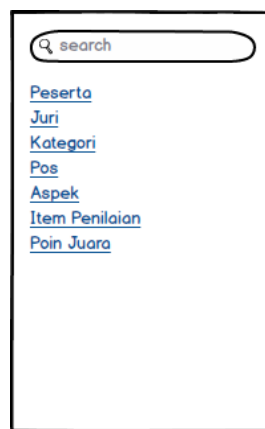 search
Peserta
Juri
Kategori
Pos
Aspek
Item Penilaian
Poin Juara